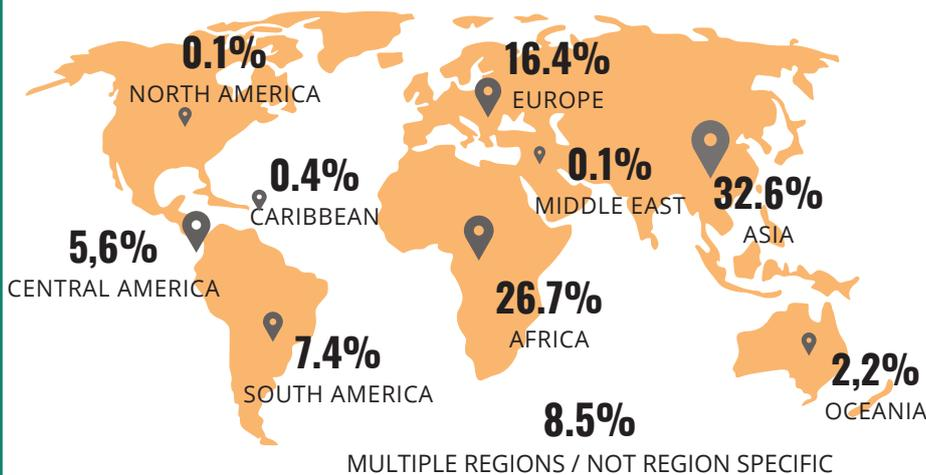 0.1%
NORTH AMERICA
16.4%
EUROPE
0.4%
CARIBBEAN
0.1%
MIDDLE EAST
32.6%
ASIA
5,6%
CENTRAL AMERICA
26.7%
AFRICA
7.4%
SOUTH AMERICA
2,2%
OCEANIA
8.5%
MULTIPLE REGIONS / NOT REGION SPECIFIC